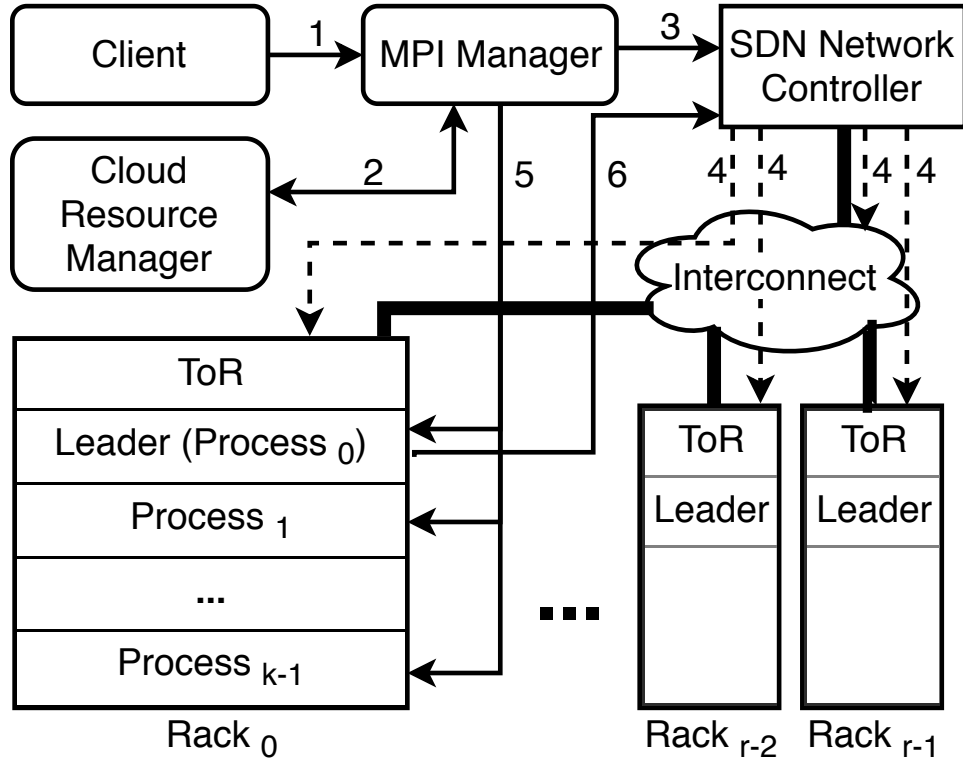 Client
1
MPI Manager
3
SDN Network
Controller
Cloud
Resource
Manager
2
5
6
4
4
4
4
Interconnect
ToR
Leader (Process 0)
Process 1
...
Process k-1
Rack 0
...
ToR
Leader
Rack r-2
ToR
Leader
Rack r-1